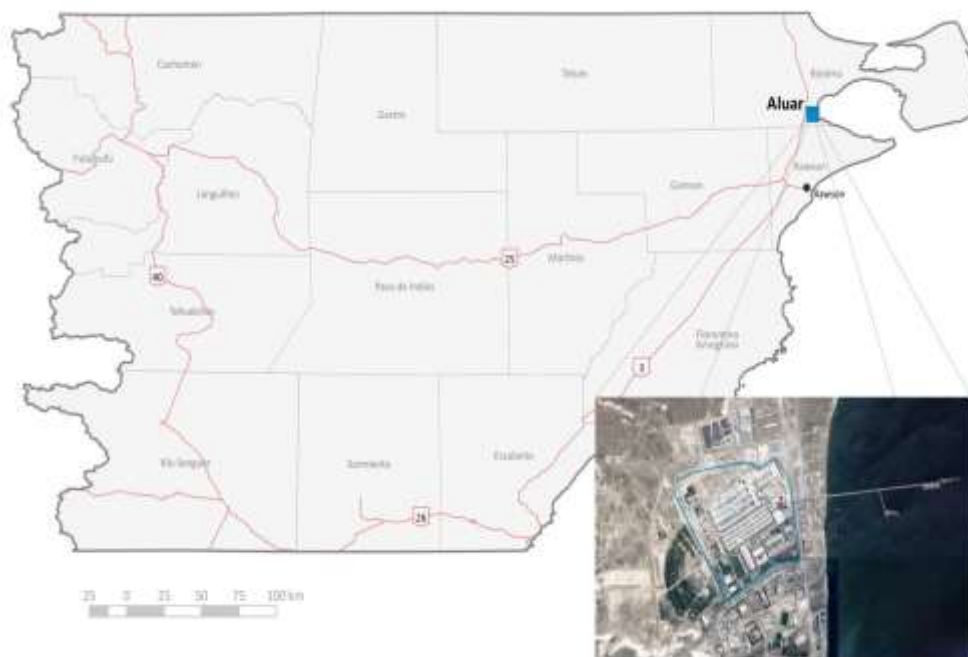 Cushamen
Telsen
Biedma
Aluar
Gastre
Futaleufú
Languiñeo
Gaiman
Rawson
25
Mártires
40
Paso de Indios
Tehuelches
Florentino
Ameghino
3
Río Senguer
Sarmiento
Escalante
26
25 0 25 50 75 100 km